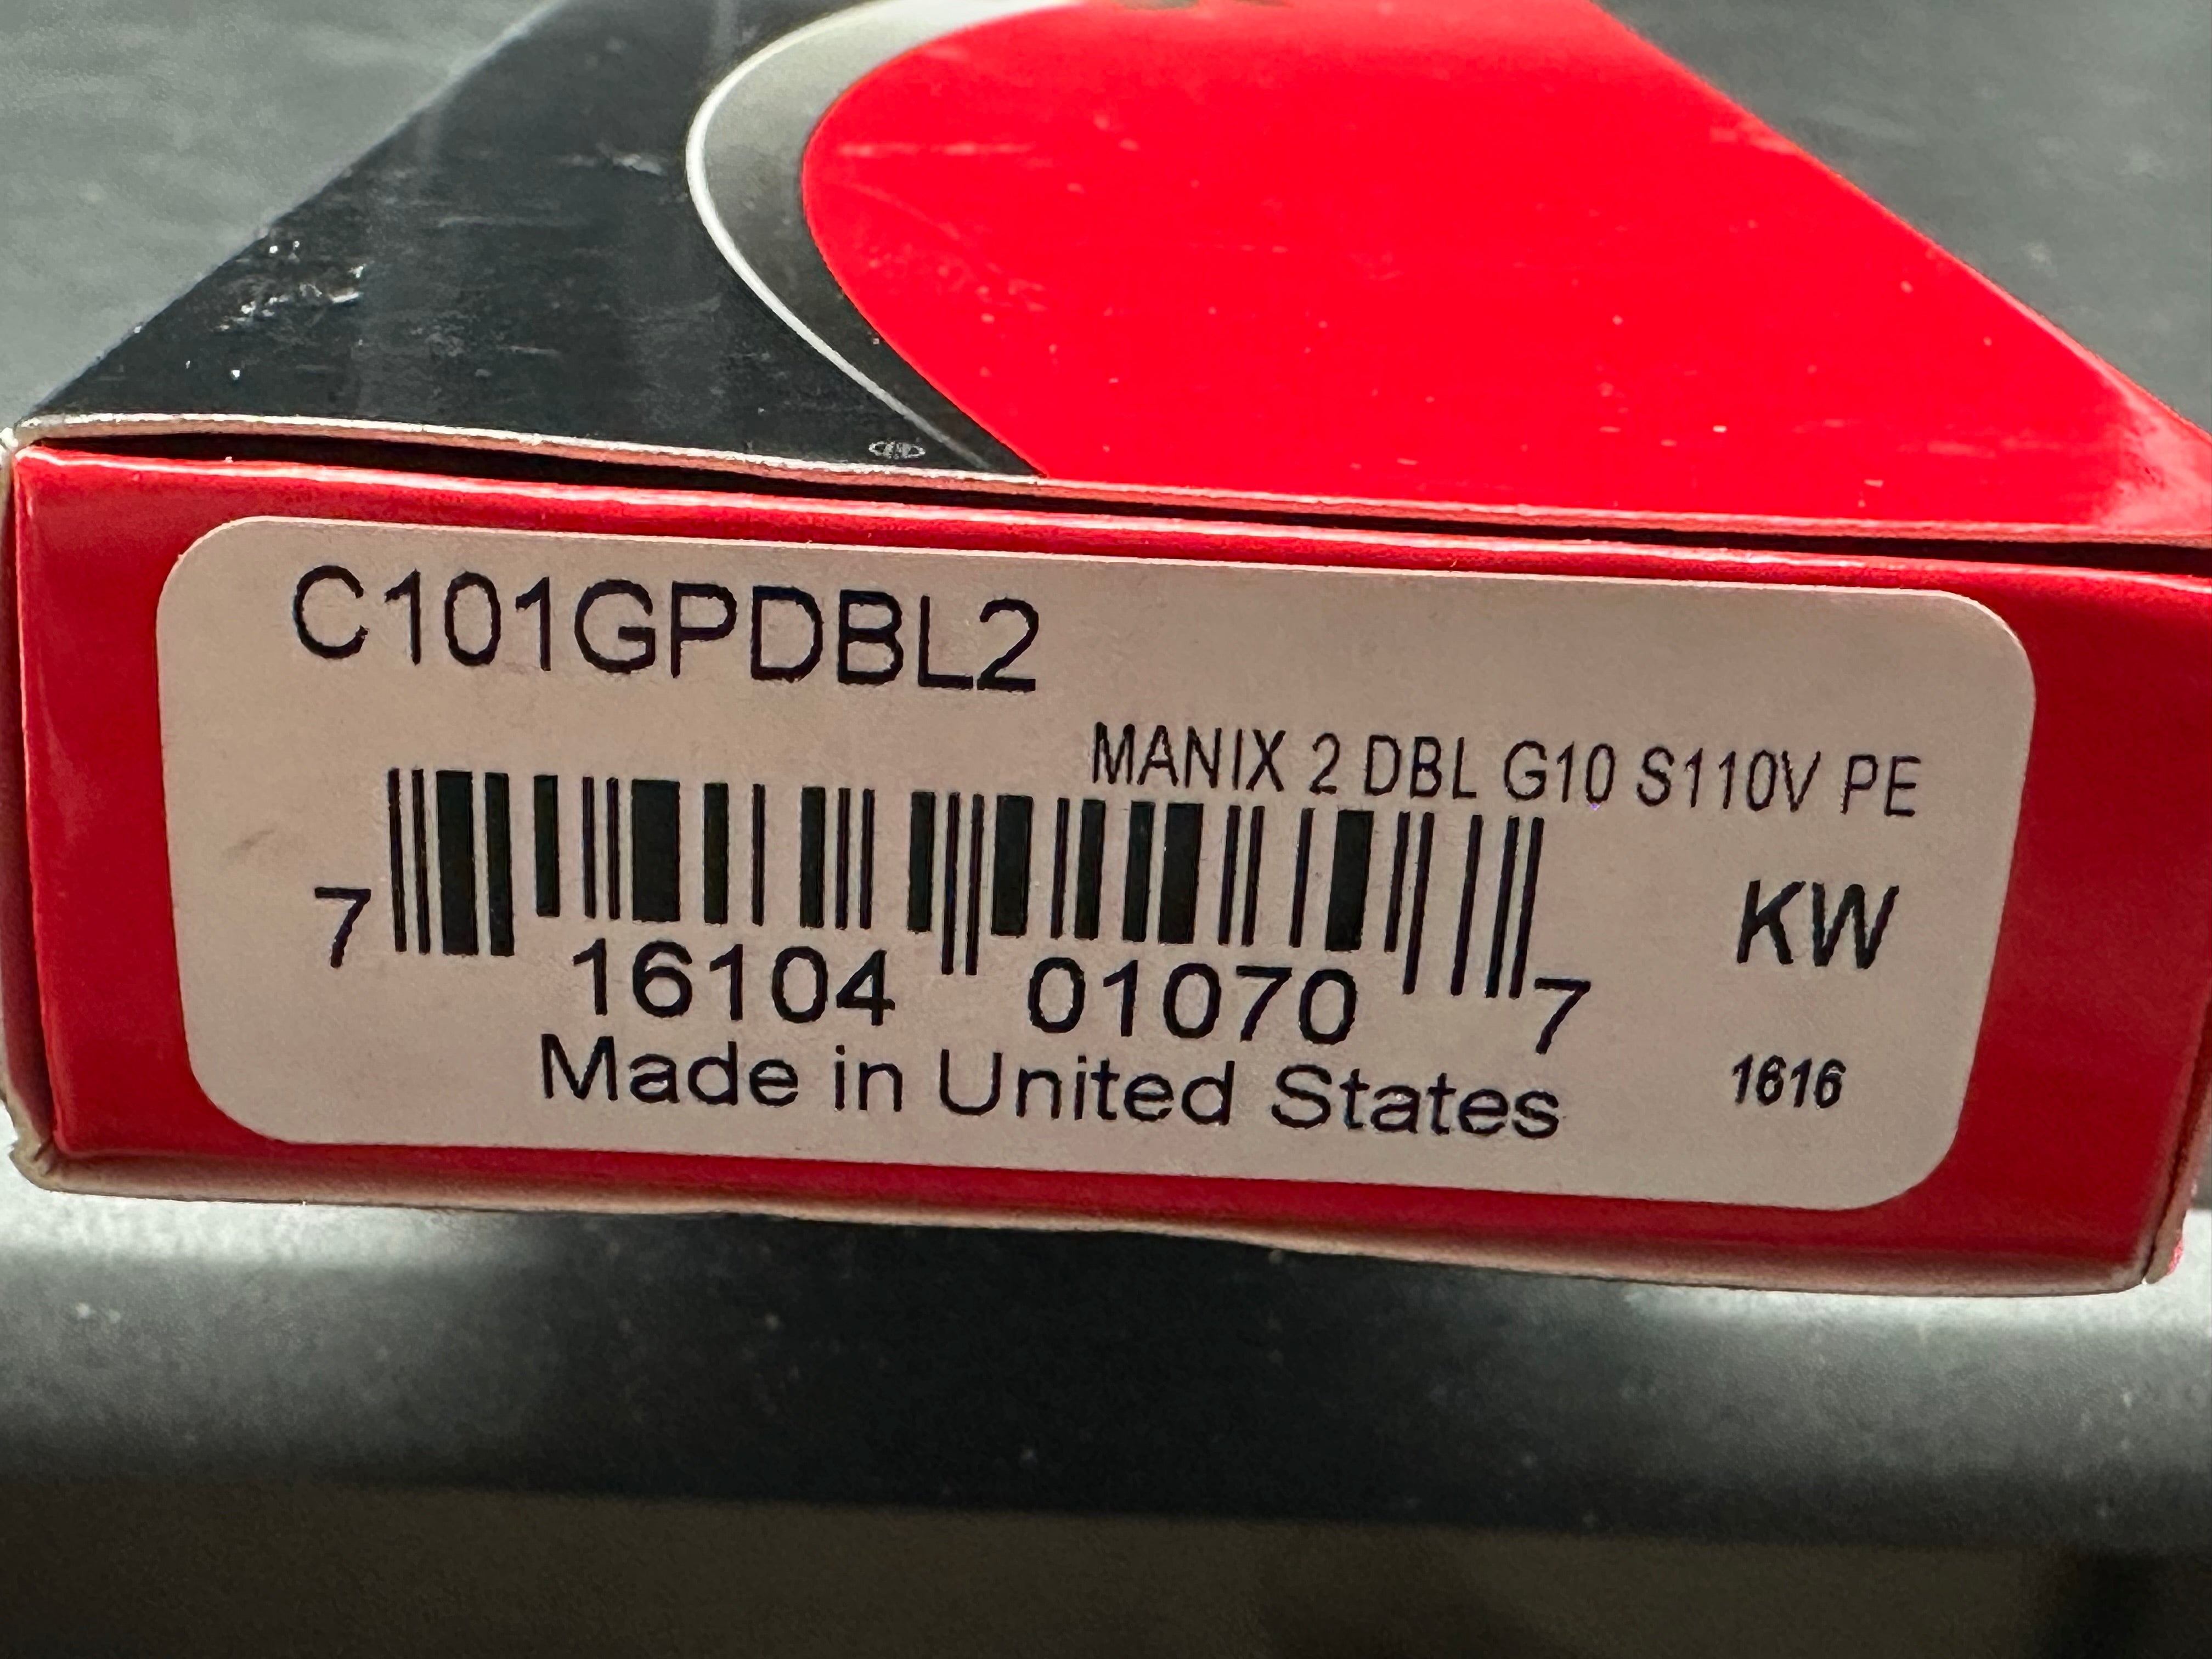 C101GPDBL2
MANIX 2 DBL G10 S110V PE
7 16104 01070 7
KW
Made in United States
1616